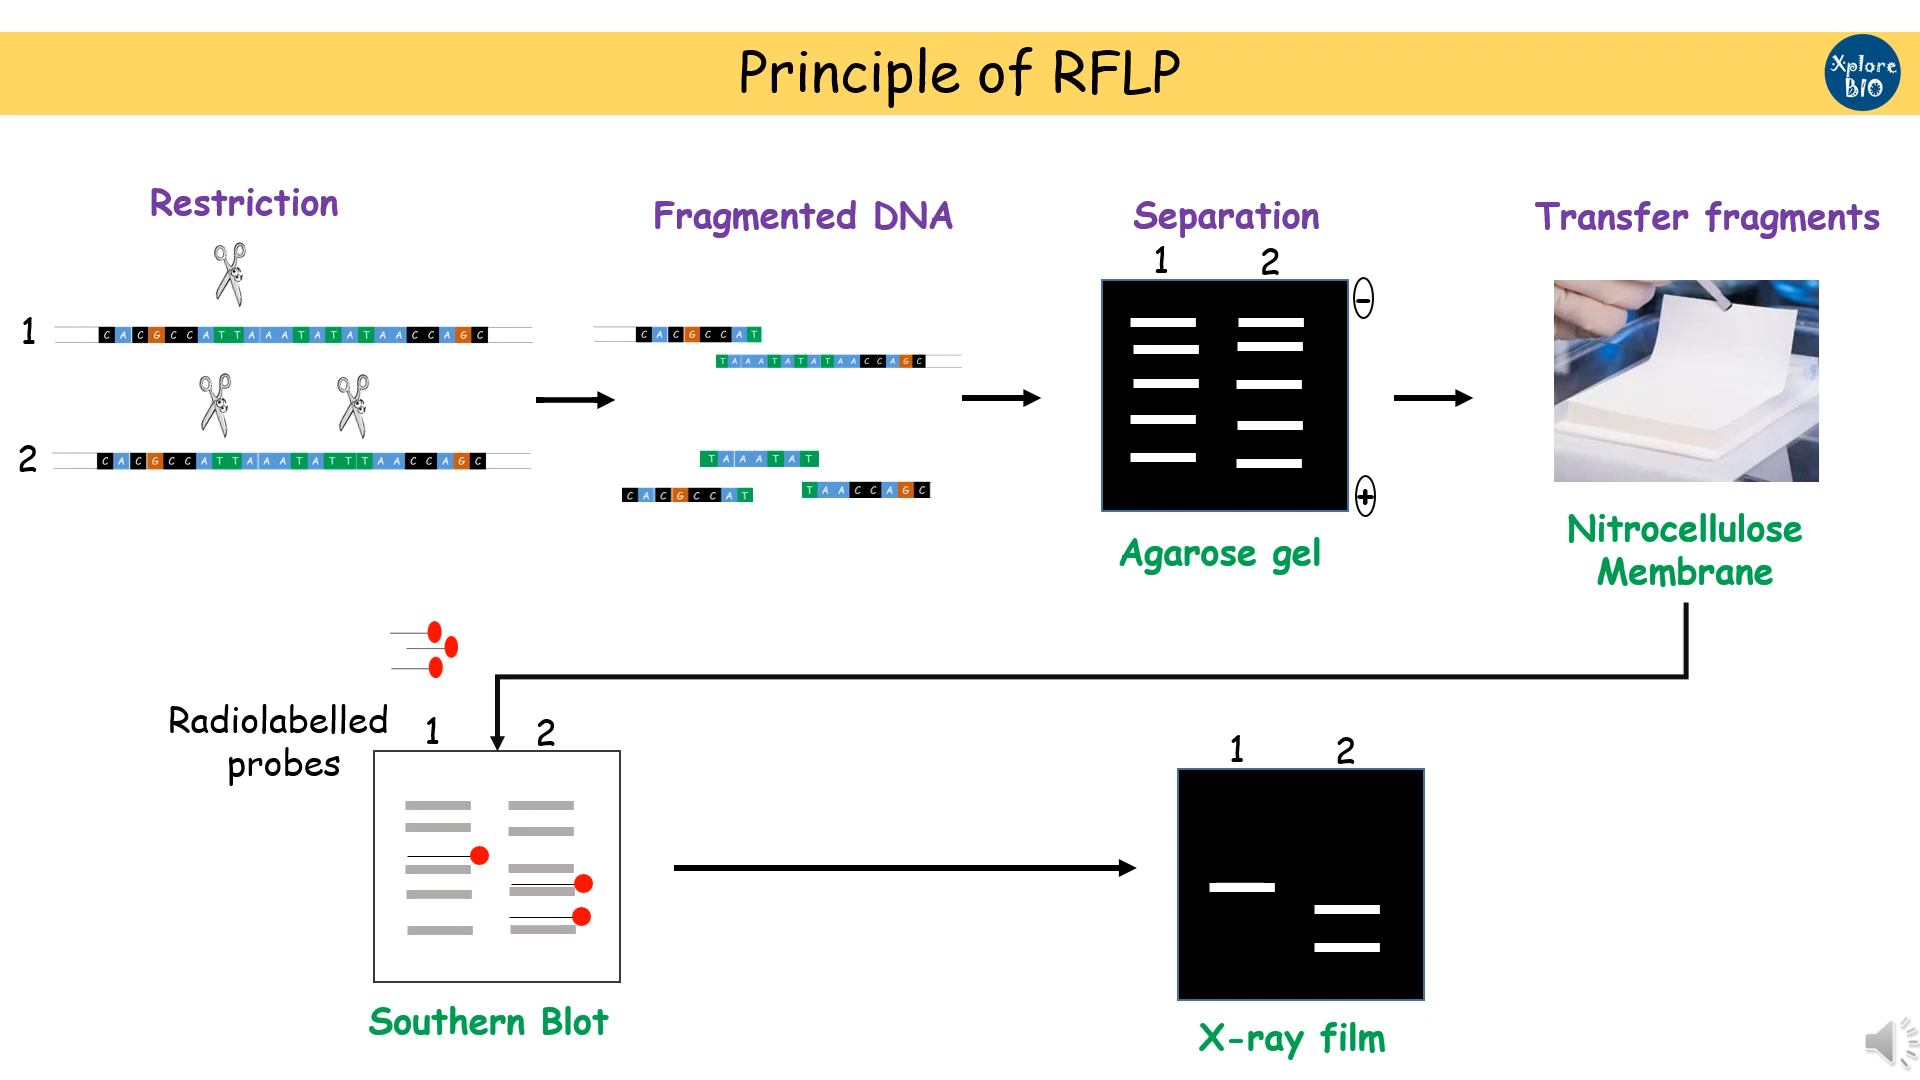 Principle of RFLP
Xplore
BIO
Restriction
Fragmented DNA
Separation
Transfer fragments
1 2
−
1
C A C G C C A T T A A A T A T A T A A C C A G C
C A C G C C A T
T A A A T A T A T A A C C A G C
2
C A C G C C A T T A A A T A T T T A A C C A G C
T A A A T A T
C A C G C C A T
T A A C C A G C
+
Agarose gel
Nitrocellulose
Membrane
Radiolabelled
probes
1 2
Southern Blot
1 2
X-ray film